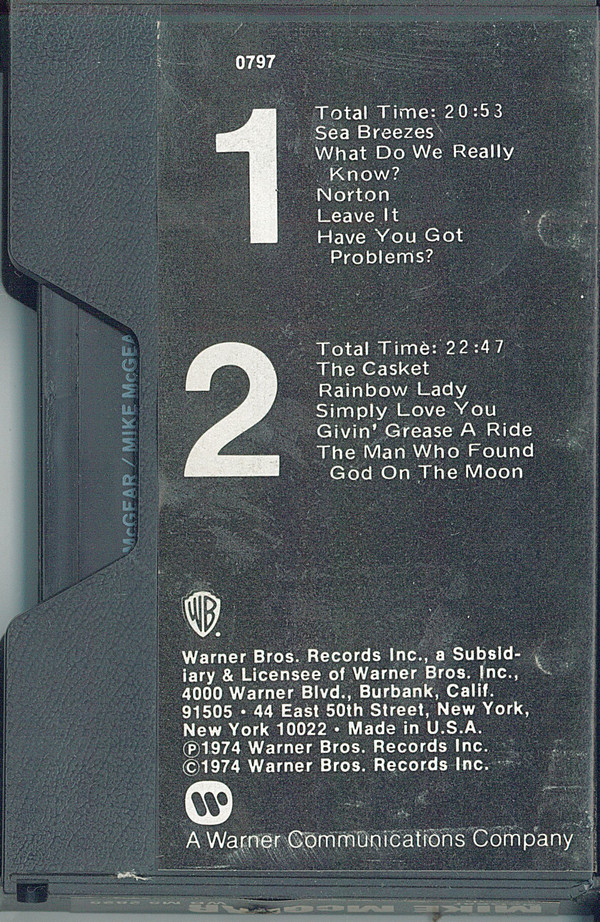 0797
1
Total Time: 20:53
Sea Breezes
What Do We Really
Know?
Norton
Leave It
Have You Got
Problems?
2
Total Time: 22:47
The Casket
Rainbow Lady
Simply Love You
Givin' Grease A Ride
The Man Who Found
God On The Moon
McGEAR / MIKE McGEA
WB
Warner Bros. Records Inc., a Subsid-
iary & Licensee of Warner Bros. Inc.,
4000 Warner Blvd., Burbank, Calif.
91505 • 44 East 50th Street, New York,
New York 10022 • Made in U.S.A.
Ⓟ1974 Warner Bros. Records Inc.
©1974 Warner Bros. Records Inc.
A Warner Communications Company
MIKE McGEAR